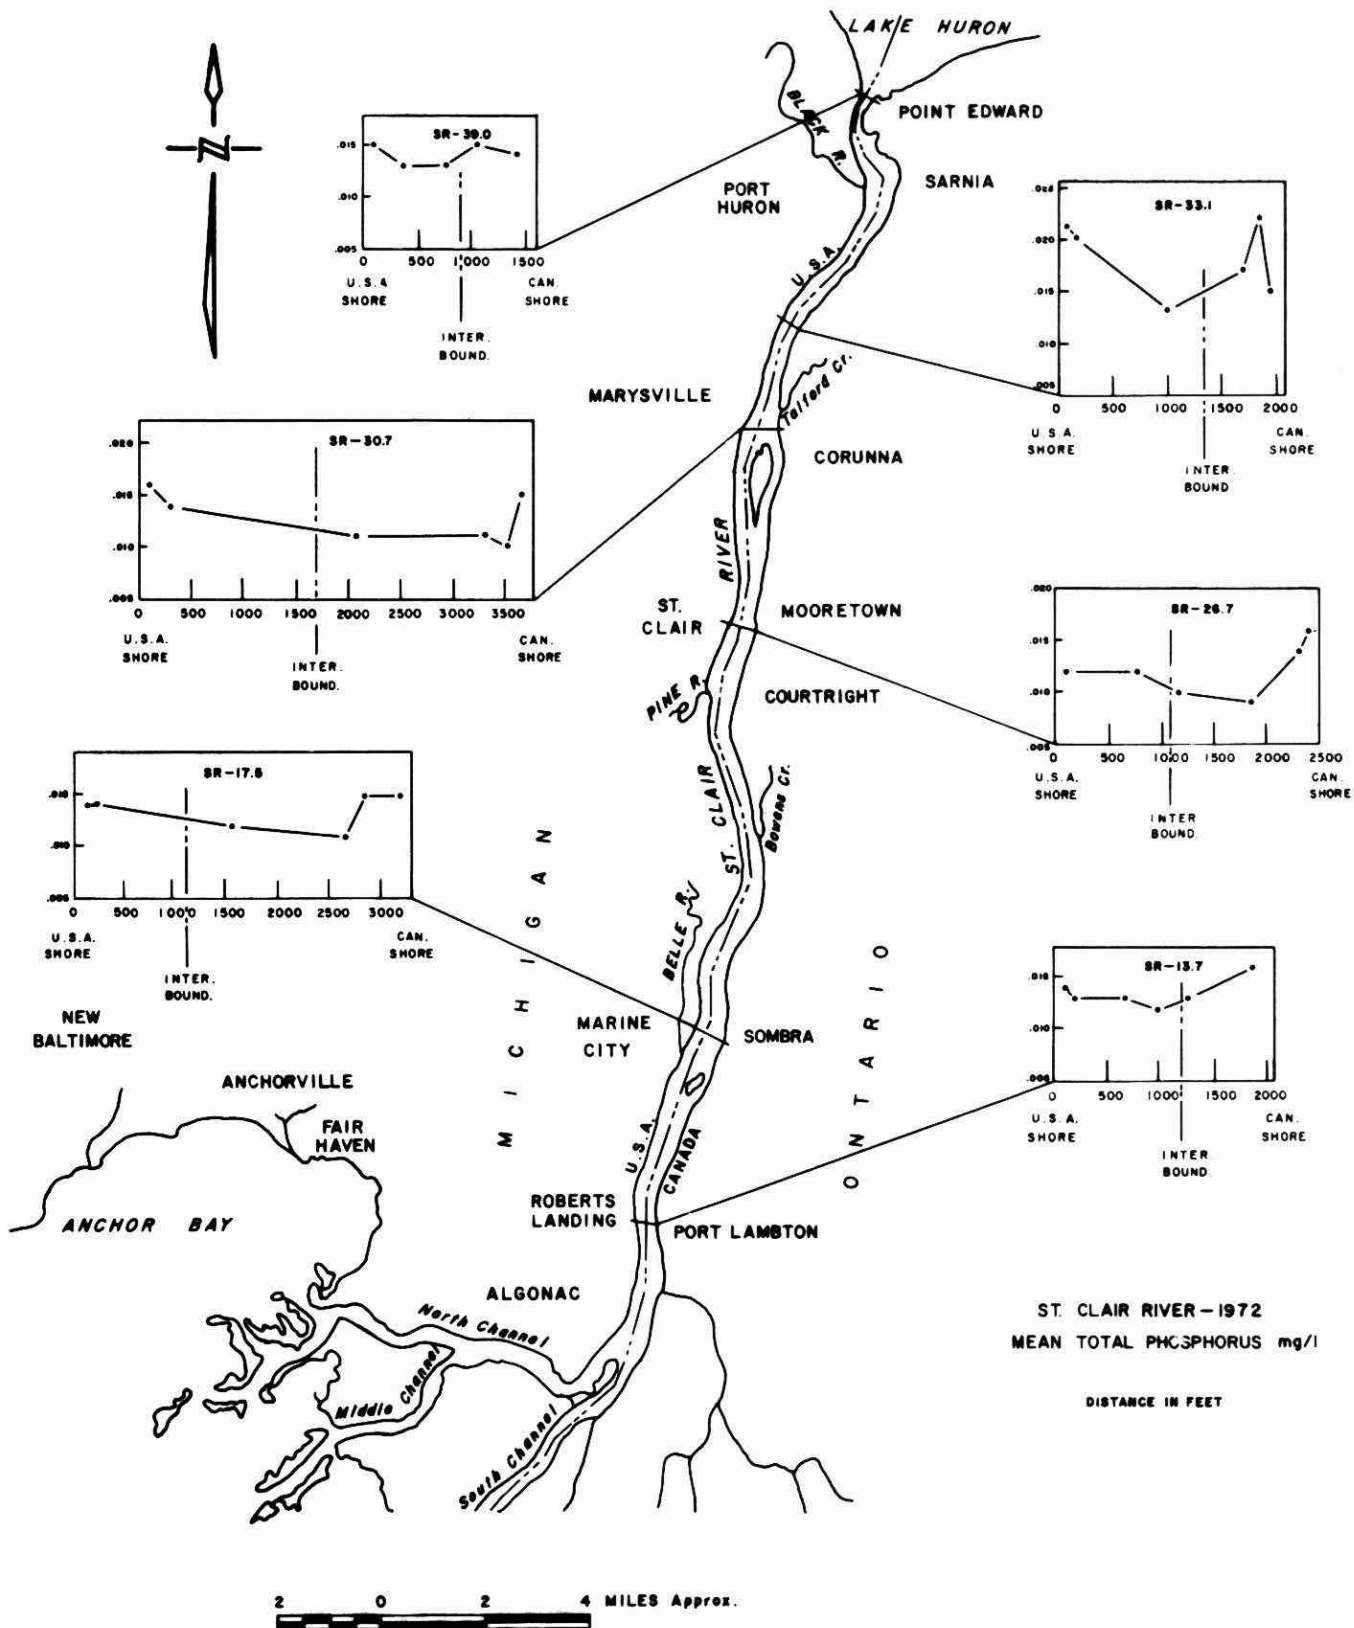 LAKE HURON
BLACK R.
POINT EDWARD
SARNIA
PORT
HURON
N
SR-39.0
.015
.010
.005
0 500 1000 1500
U.S.A.
SHORE
CAN.
SHORE
INTER.
BOUND.
SR-33.1
.020
.015
.010
.005
0 1000 1500 2000
U.S.A.
SHORE
CAN.
SHORE
INTER.
BOUND
U.S.A.
MARYSVILLE
Talford Cr.
CORUNNA
SR-30.7
.020
.015
.010
.005
0 500 1000 1500 2000 2500 3000 3500
U.S.A.
SHORE
CAN.
SHORE
INTER.
BOUND.
RIVER
ST.
CLAIR
MOORETOWN
SR-26.7
.020
.015
.010
.005
0 500 1000 1500 2000 2500
U.S.A.
SHORE
CAN.
SHORE
INTER
BOUND.
PINE R.
COURTRIGHT
ST. CLAIR
Bowens Cr.
SR-17.5
.015
.010
.005
0 500 1000 1500 2000 2500 3000
U.S.A.
SHORE
CAN.
SHORE
INTER.
BOUND.
MICHIGAN
BELLE R.
ONTARIO
MARINE
CITY
SOMBRA
SR-13.7
.015
.010
.005
0 500 1000 1500 2000
U.S.A.
SHORE
CAN.
SHORE
INTER
BOUND.
NEW
BALTIMORE
ANCHORVILLE
FAIR
HAVEN
ANCHOR BAY
U.S.A.
CANADA
ROBERTS
LANDING
PORT LAMBTON
ALGONAC
North Channel
Middle Channel
South Channel
ST. CLAIR RIVER-1972
MEAN TOTAL PHOSPHORUS mg/l
DISTANCE IN FEET
2 0 2 4 MILES Approx.